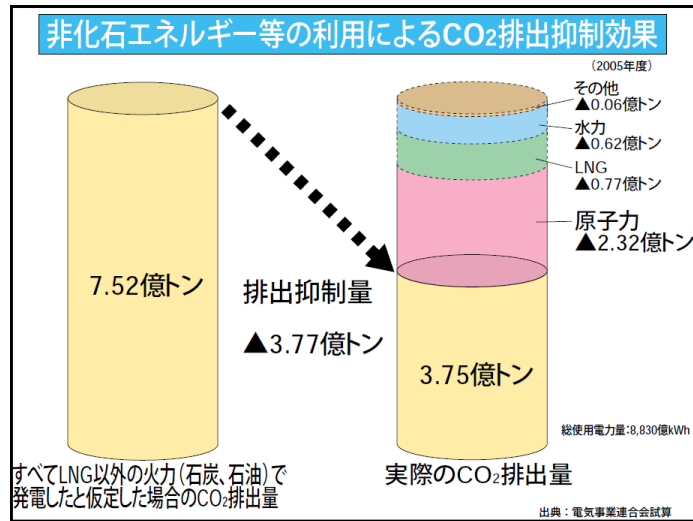 非化石エネルギー等の利用によるCO₂排出抑制効果
（2005年度）
その他
▲0.06億トン
水力
▲0.62億トン
LNG
▲0.77億トン
原子力
▲2.32億トン
7.52億トン
排出抑制量
▲3.77億トン
3.75億トン
総使用電力量:8,830億kWh
すべてLNG以外の火力（石炭、石油）で
発電したと仮定した場合のCO₂排出量
実際のCO₂排出量
出典：電気事業連合会試算